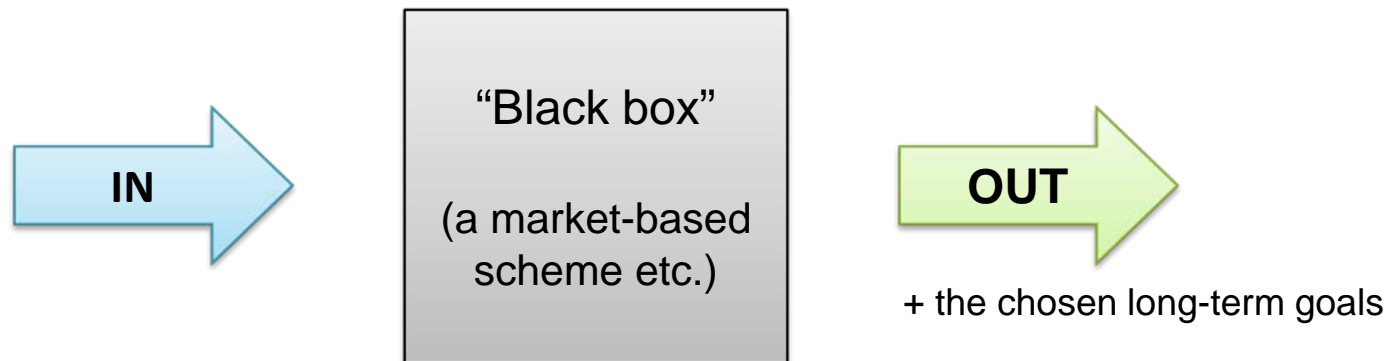 IN
“Black box”
(a market-based
scheme etc.)
OUT
+ the chosen long-term goals